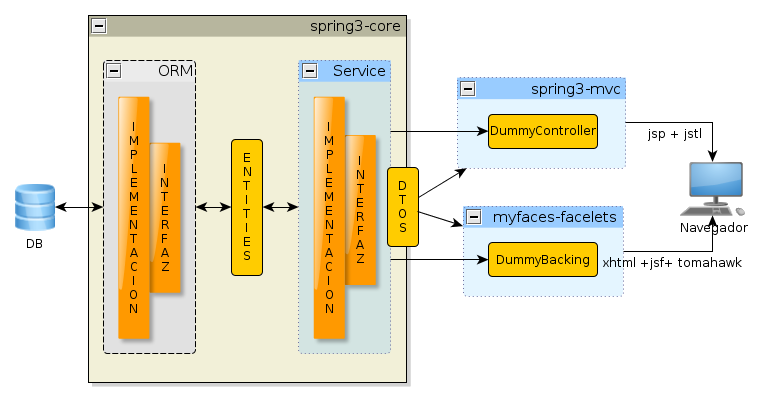 spring3-core
ORM
Service
spring3-mvc
IMPLEMENTACION
INTERFAZ
ENTITIES
IMPLEMENTACION
INTERFAZ
DTOS
DummyController
jsp + jstl
DB
myfaces-facelets
Navegador
DummyBacking
xhtml +jsf+ tomahawk